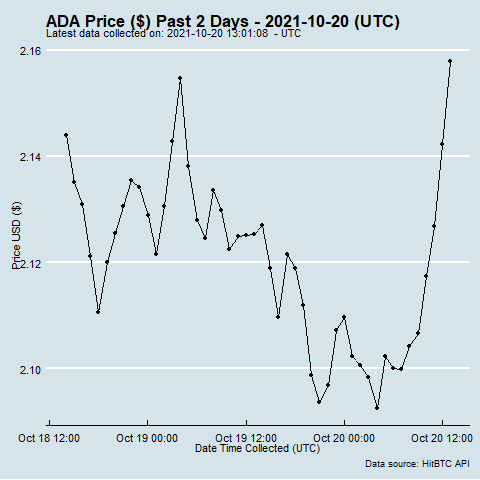 ADA Price ($) Past 2 Days - 2021-10-20 (UTC)
Latest data collected on: 2021-10-20 13:01:08 - UTC
2.16
2.14
2.12
2.10
Price USD ($)
Oct 18 12:00 Oct 19 00:00 Oct 19 12:00 Oct 20 00:00 Oct 20 12:00
Date Time Collected (UTC)
Data source: HitBTC API